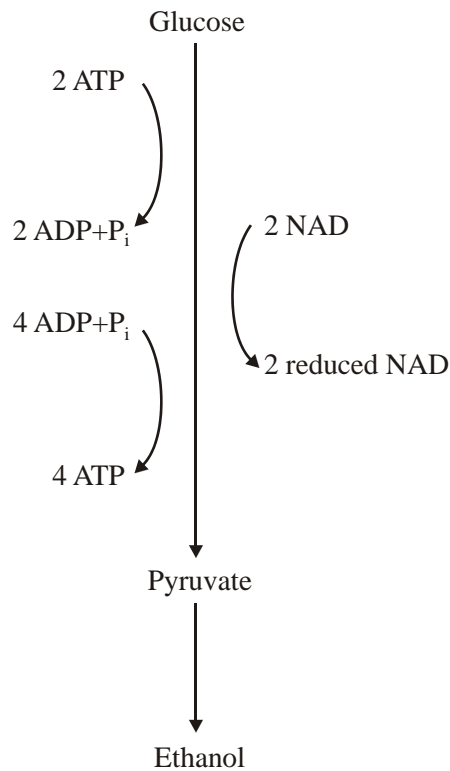 Glucose
2 ATP
2 ADP+Pi
2 NAD
4 ADP+Pi
2 reduced NAD
4 ATP
Pyruvate
Ethanol